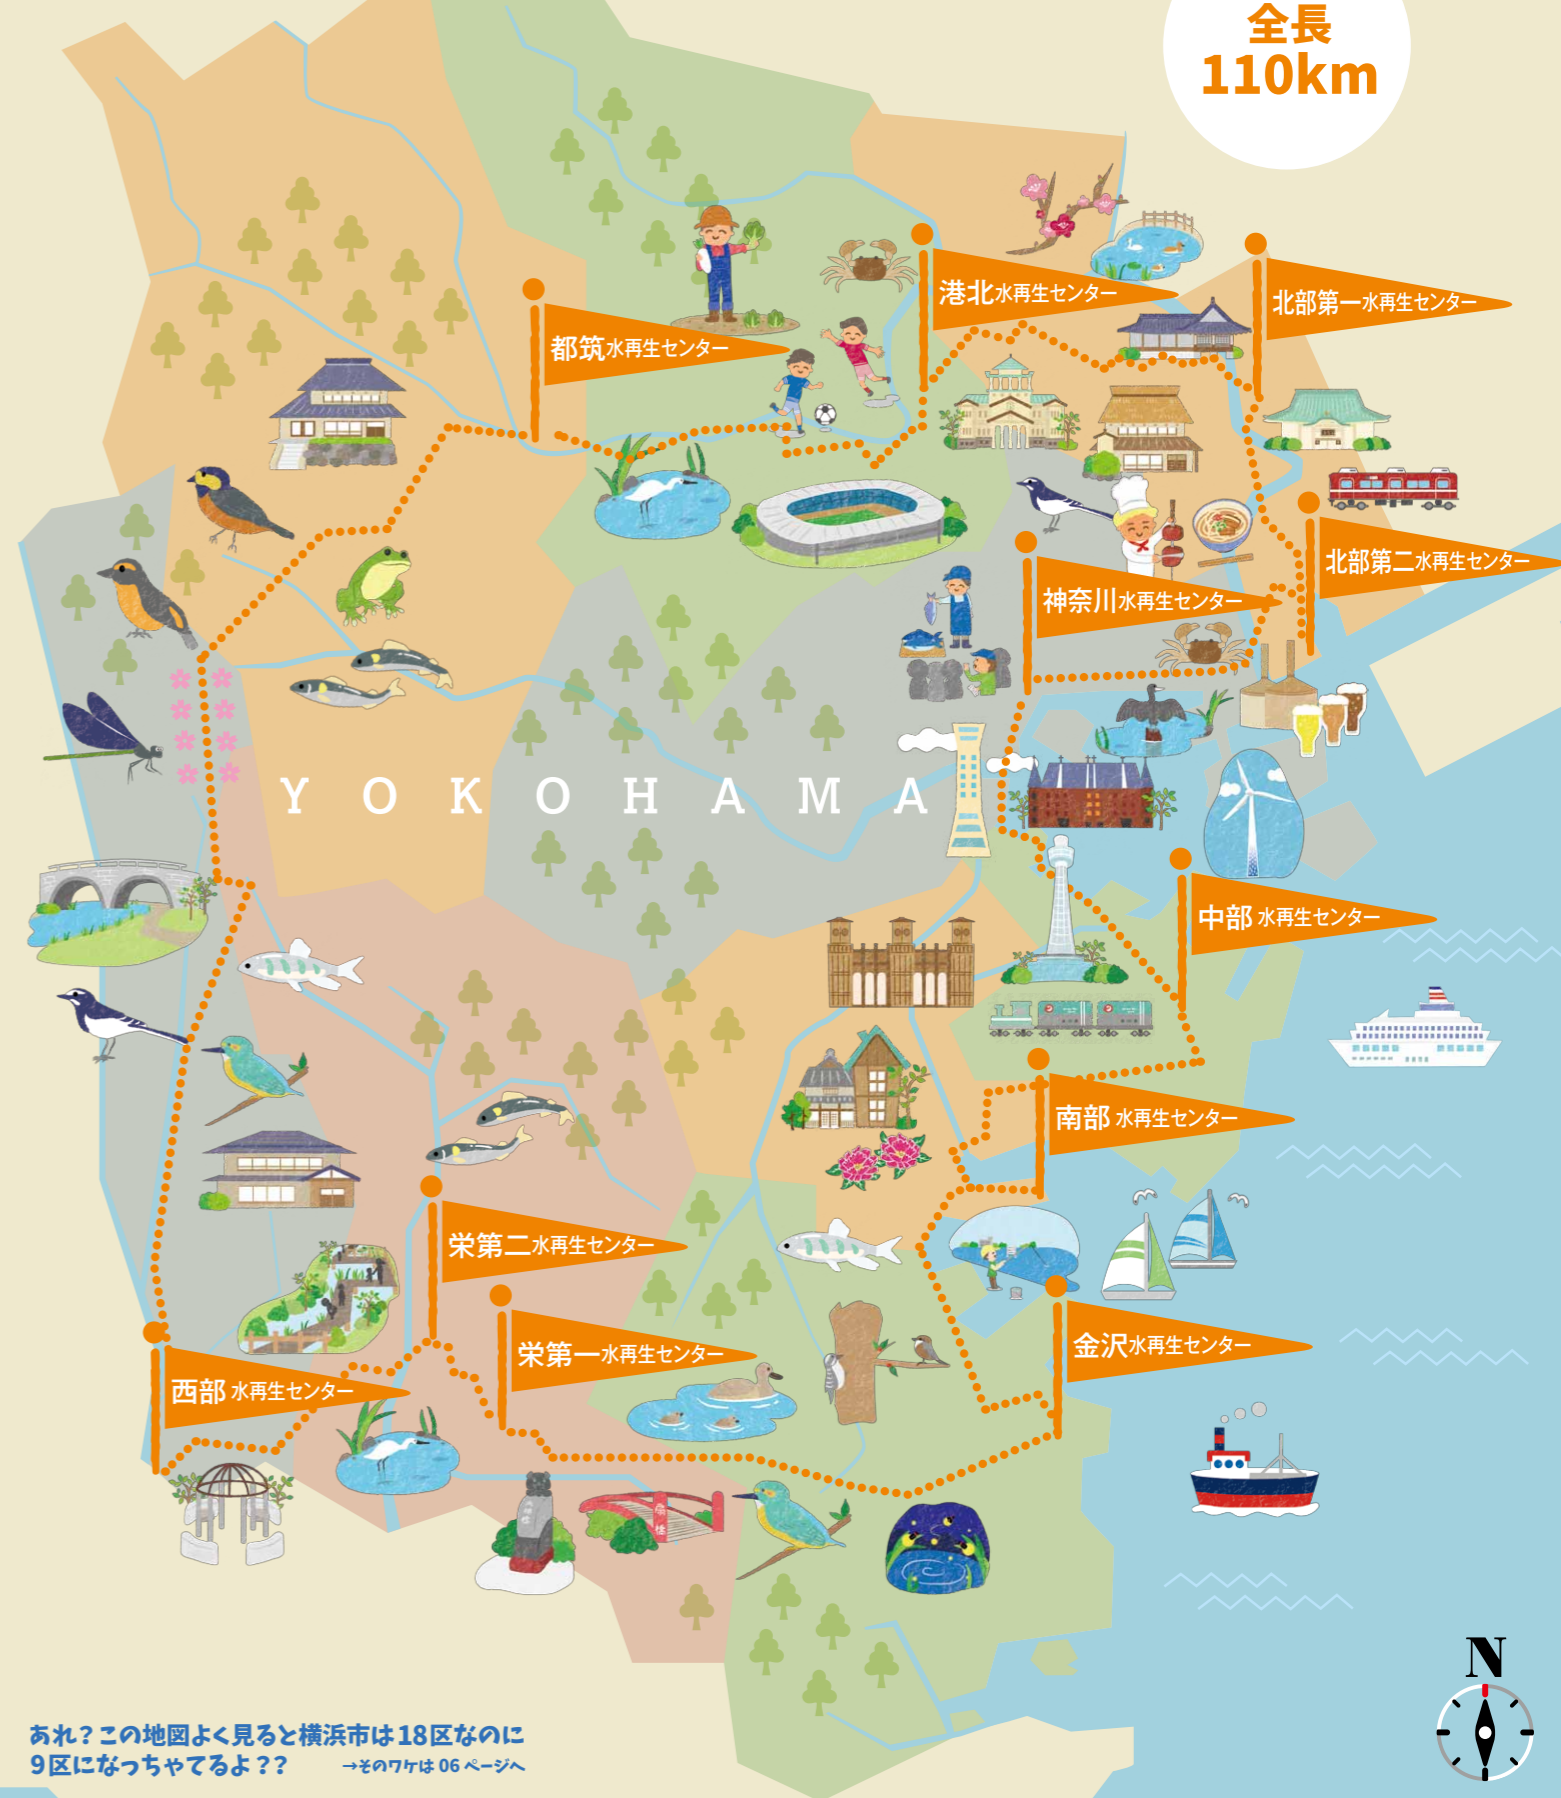 全長
110km
港北水再生センター
北部第一水再生センター
都筑水再生センター
北部第二水再生センター
神奈川水再生センター
YOKOHAMA
中部 水再生センター
南部 水再生センター
栄第二水再生センター
栄第一水再生センター
金沢水再生センター
西部 水再生センター
N
あれ?この地図よく見ると横浜市は18区なのに
9区になっちゃてるよ??
→そのワケは 06 ページへ